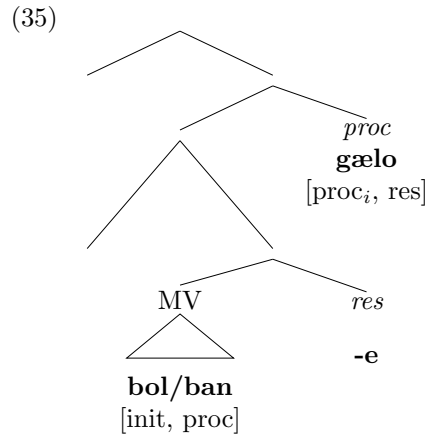 (35)
proc
gælo
[proc_i, res]
MV
res
-e
bol/ban
[init, proc]